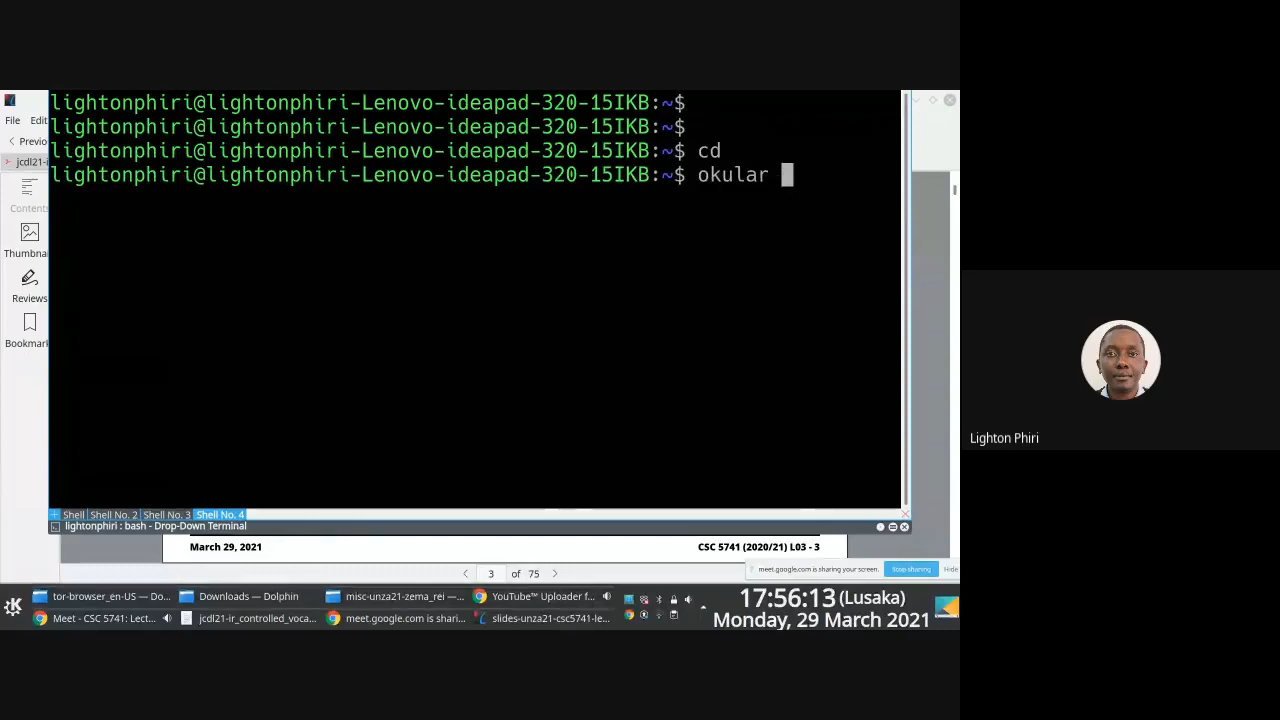 lightonphiri@lightonphiri-Lenovo-ideapad-320-15IKB:~$
lightonphiri@lightonphiri-Lenovo-ideapad-320-15IKB:~$
lightonphiri@lightonphiri-Lenovo-ideapad-320-15IKB:~$ cd
lightonphiri@lightonphiri-Lenovo-ideapad-320-15IKB:~$ okular
File Edit
Previo
jcdl21-i
Contents
Thumbna
Reviews
Bookmark
Shell Shell No. 2 Shell No. 3 Shell No. 4
lightonphiri : bash - Drop-Down Terminal
March 29, 2021 CSC 5741 (2020/21) L03 - 3
3 of 75
meet.google.com is sharing your screen. Stop sharing Hide
tor-browser_en-US — Do... Downloads — Dolphin misc-unza21-zema_rei — ... YouTube™ Uploader f...
Meet - CSC 5741: Lect... jcdl21-ir_controlled_voca... meet.google.com is shari... slides-unza21-csc5741-le...
17:56:13 (Lusaka)
Monday, 29 March 2021
Lighton Phiri